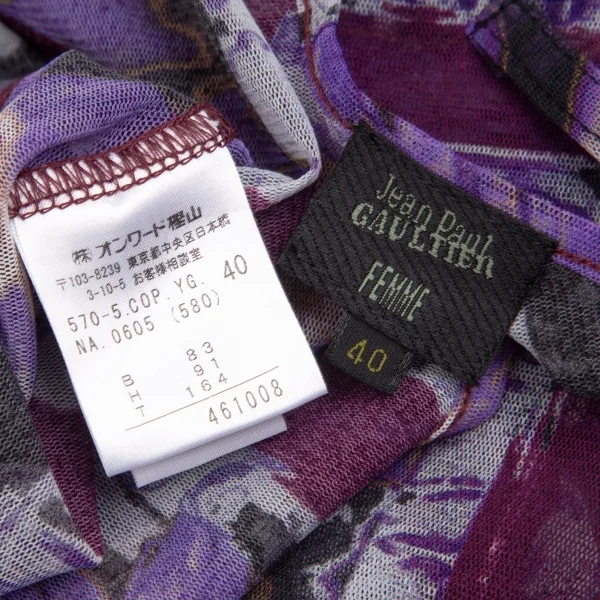 ㈱オンワード樫山
〒103-8239 東京都中央区日本橋
3-10-5 お客様相談室
570-5.COP.YG. 40
NA.0605 (580)
B 83
H 91
T 164
461008
Jean Paul
GAULTIER
FEMME
40